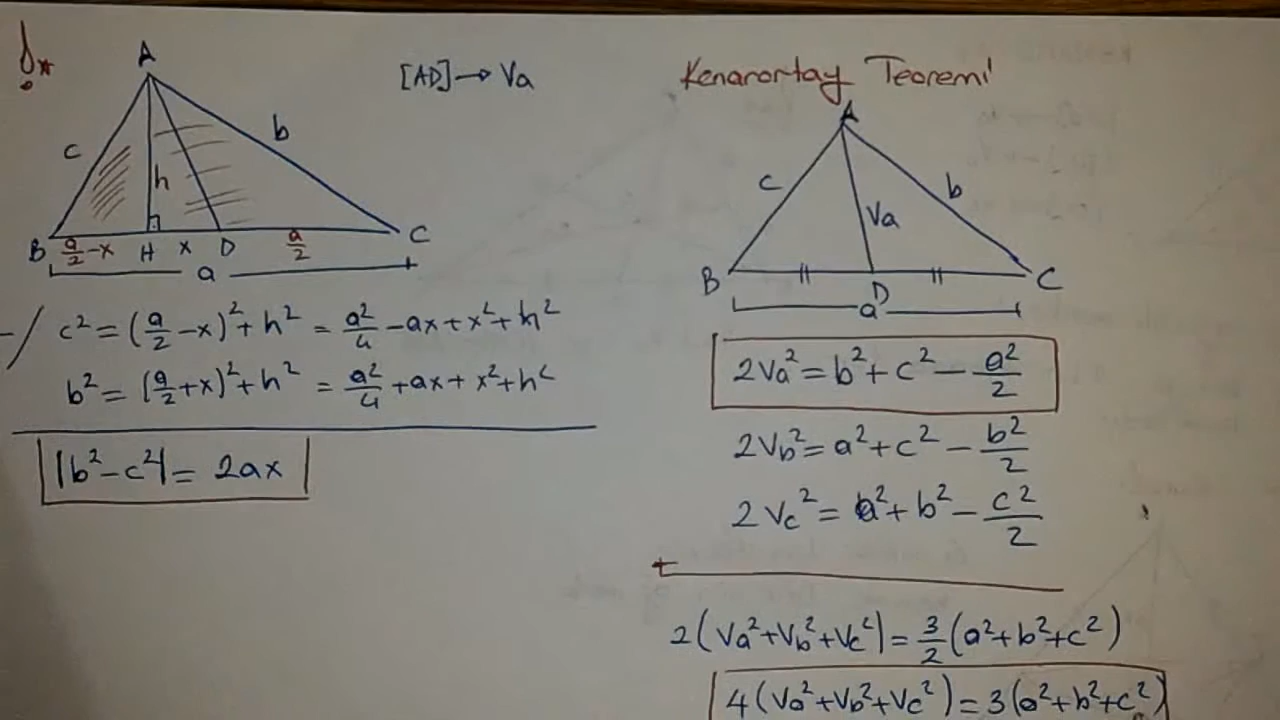 [AD] → Va
A
c
b
h
B
a/2 - x
H
x
D
a/2
C
a
c² = (a/2 - x)² + h² = a²/4 - ax + x² + h²
b² = (a/2 + x)² + h² = a²/4 + ax + x² + h²
|b² - c²| = 2ax
Kenarortay Teoremi
A
c
b
Va
B
D
C
a
2Va² = b² + c² - a²/2
2Vb² = a² + c² - b²/2
2Vc² = a² + b² - c²/2
+
2(Va² + Vb² + Vc²) = 3/2 (a² + b² + c²)
4(Va² + Vb² + Vc²) = 3(a² + b² + c²)